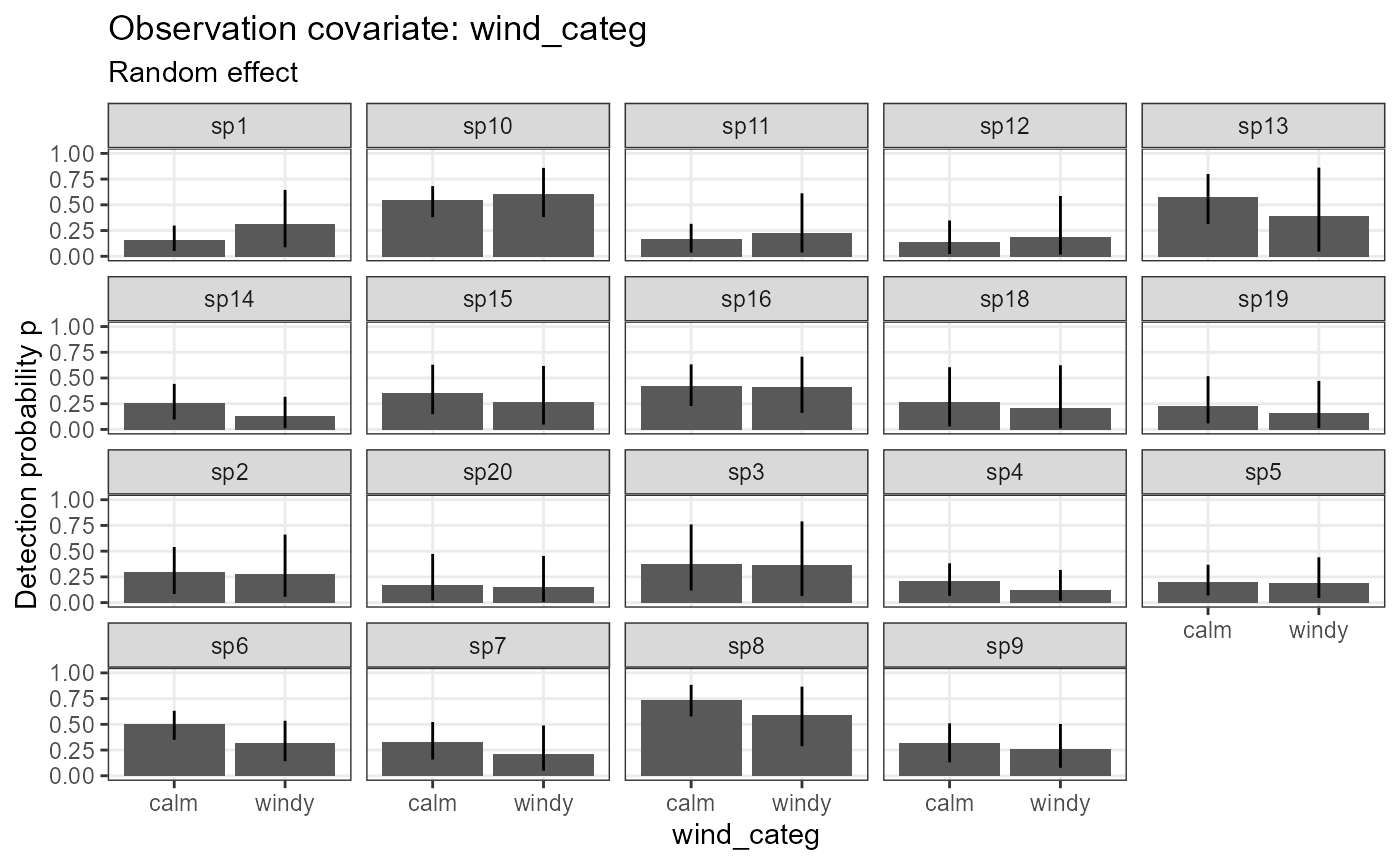 Observation covariate: wind_categ
Random effect
sp1 sp10 sp11 sp12 sp13
1.00
0.75
0.50
0.25
0.00
sp14 sp15 sp16 sp18 sp19
1.00
0.75
0.50
0.25
0.00
Detection probability p
sp2 sp20 sp3 sp4 sp5
1.00
0.75
0.50
0.25
0.00
calm windy
sp6 sp7 sp8 sp9
1.00
0.75
0.50
0.25
0.00
calm windy calm windy calm windy calm windy
wind_categ